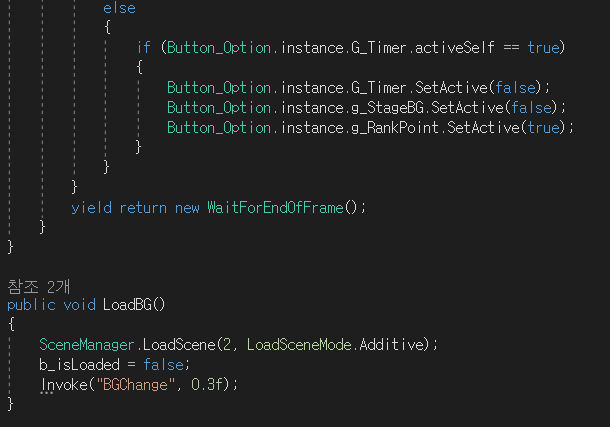 else
{
if (Button_Option.instance.G_Timer.activeSelf == true)
{
Button_Option.instance.G_Timer.SetActive(false);
Button_Option.instance.g_StageBG.SetActive(false);
Button_Option.instance.g_RankPoint.SetActive(true);
}
}
}
yield return new WaitForEndOfFrame();
}
}
참조 2개
public void LoadBG()
{
SceneManager.LoadScene(2, LoadSceneMode.Additive);
b_isLoaded = false;
Invoke("BGChange", 0.3f);
}